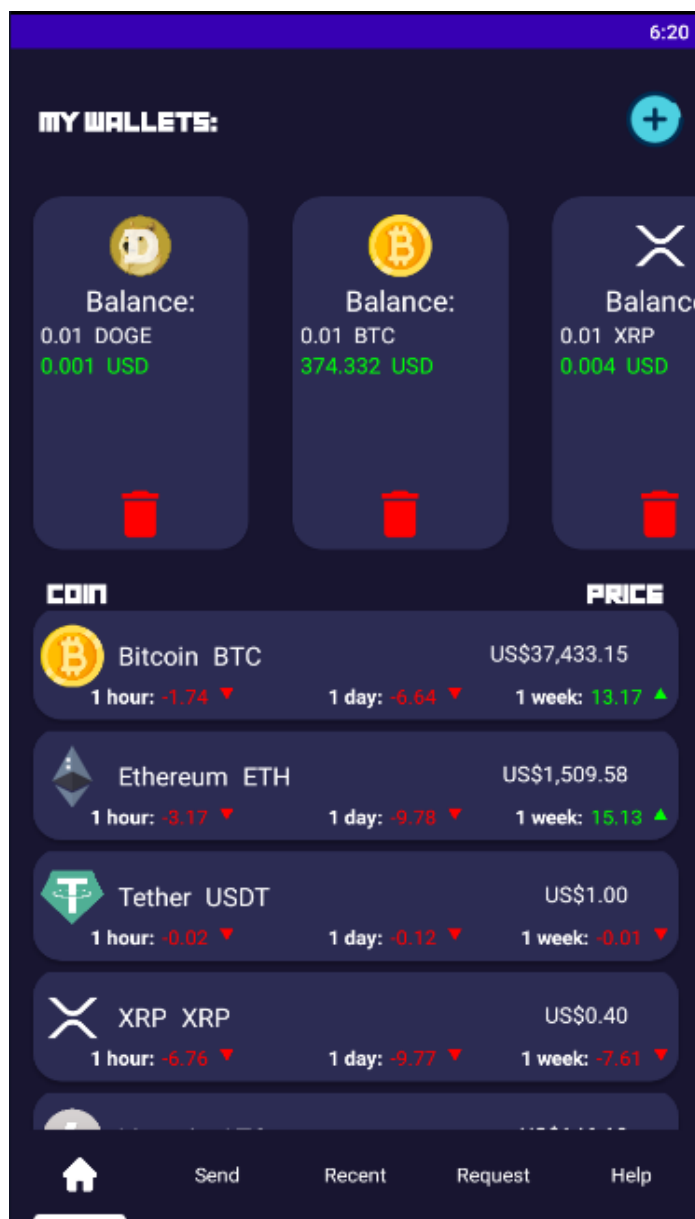 6:20
MY WALLETS:
Balance: Balance: Balanc
0.01 DOGE 0.01 BTC 0.01 XRP
0.001 USD 374.332 USD 0.004 USD
COIN PRICE
Bitcoin BTC US$37,433.15
1 hour: -1.74 ▼ 1 day: -6.64 ▼ 1 week: 13.17 ▲
Ethereum ETH US$1,509.58
1 hour: -3.17 ▼ 1 day: -9.78 ▼ 1 week: 15.13 ▲
Tether USDT US$1.00
1 hour: -0.02 ▼ 1 day: -0.12 ▼ 1 week: -0.01 ▼
XRP XRP US$0.40
1 hour: -6.76 ▼ 1 day: -9.77 ▼ 1 week: -7.61 ▼
Send Recent Request Help